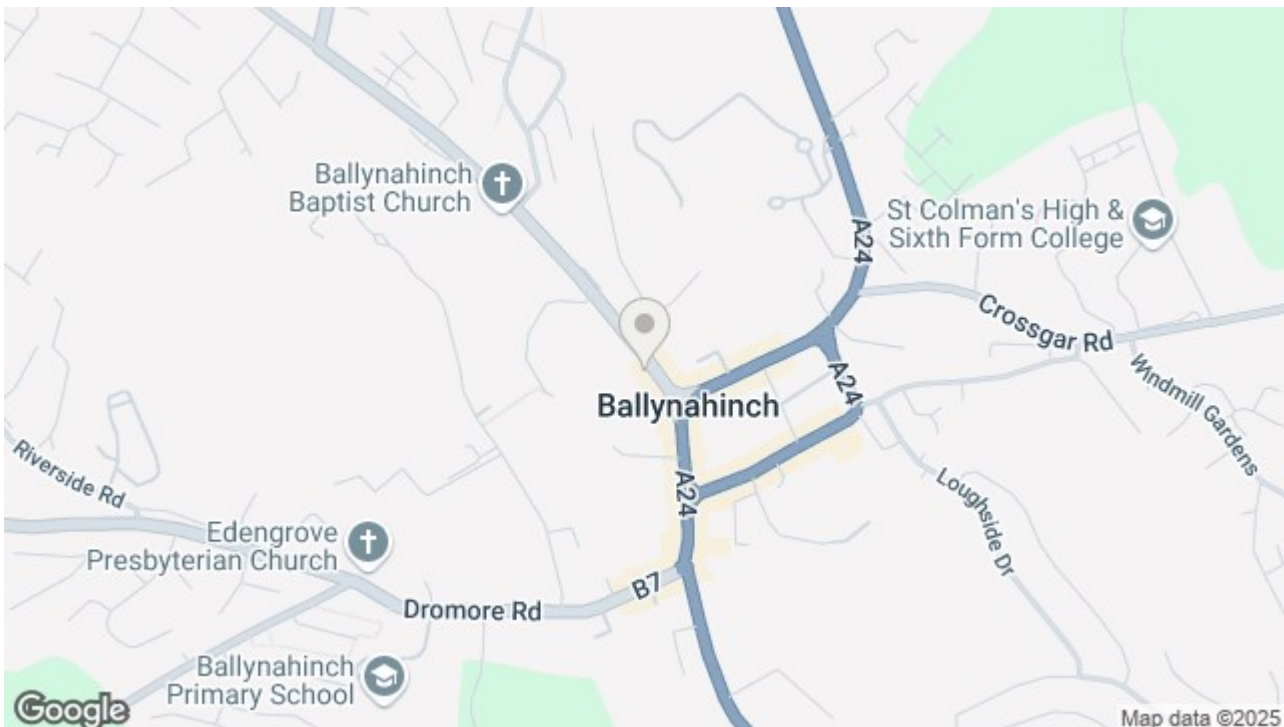 Ballynahinch
Baptist Church
A24
St Colman's High &
Sixth Form College
Crossgar Rd
Windmill Gardens
A24
Ballynahinch
A24
Loughside Dr
Riverside Rd
Edengrove
Presbyterian Church
B7
Dromore Rd
Ballynahinch
Primary School
Google
Map data ©2025